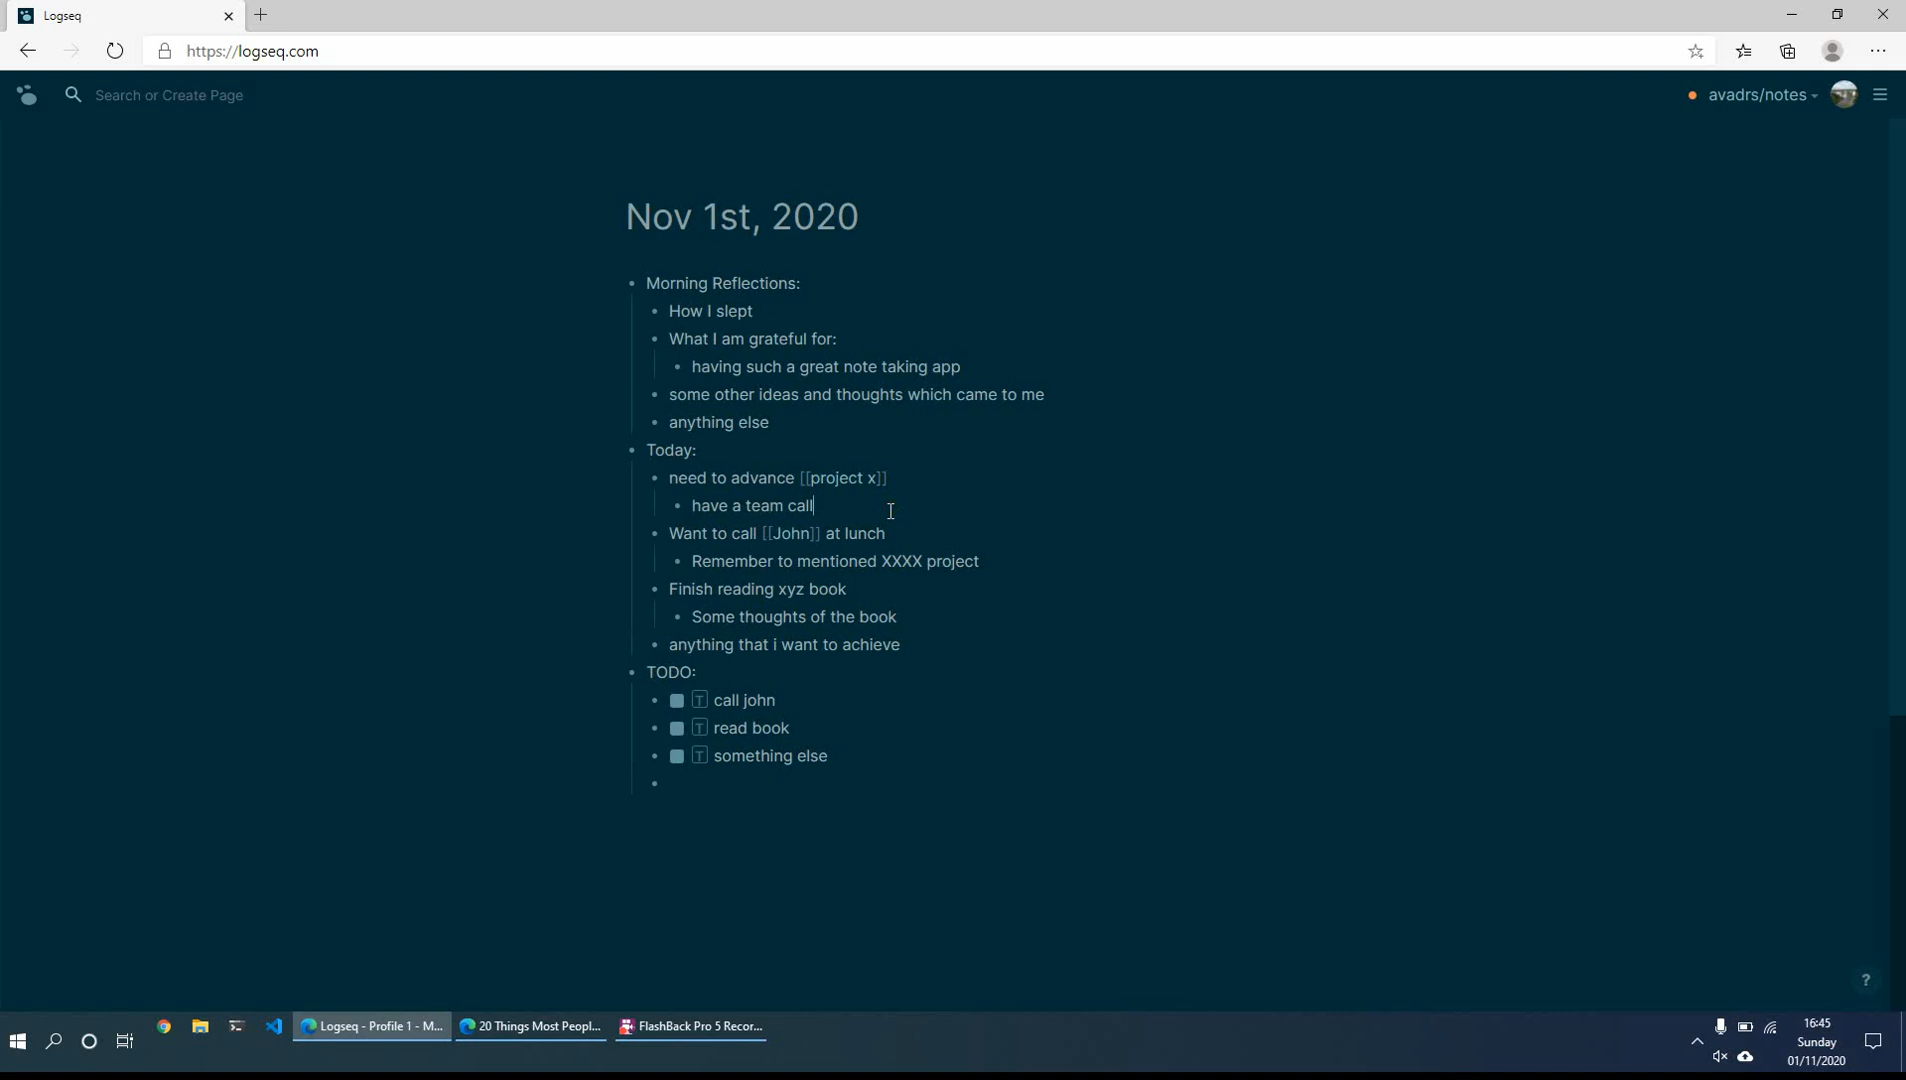 Logseq
https://logseq.com
Search or Create Page
avadrs/notes
Nov 1st, 2020
Morning Reflections:
How I slept
What I am grateful for:
having such a great note taking app
some other ideas and thoughts which came to me
anything else
Today:
need to advance [[project x]]
have a team call
Want to call [[John]] at lunch
Remember to mentioned XXXX project
Finish reading xyz book
Some thoughts of the book
anything that i want to achieve
TODO:
T call john
T read book
T something else
?
Logseq - Profile 1 - M...
20 Things Most Peopl...
FlashBack Pro 5 Recor...
16:45
Sunday
01/11/2020